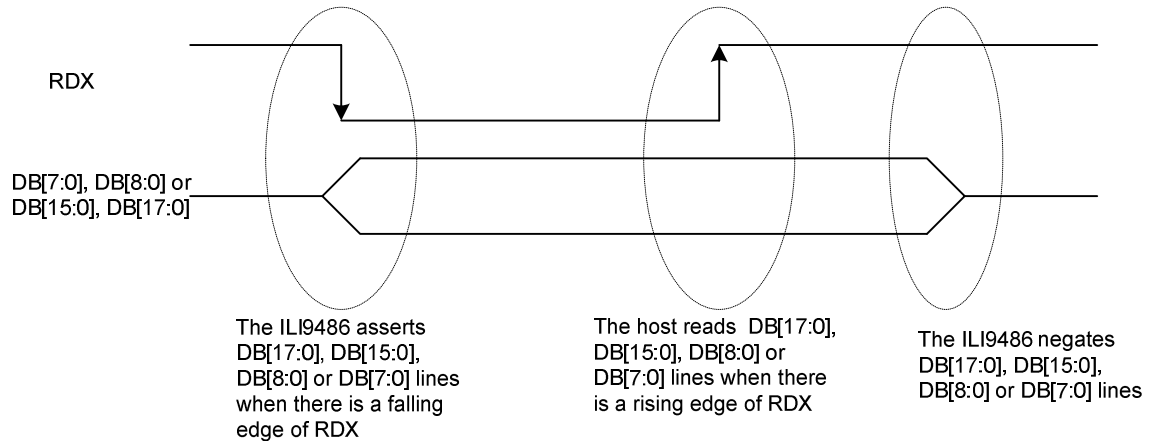 RDX
DB[7:0], DB[8:0] or
DB[15:0], DB[17:0]
The ILI9486 asserts
DB[17:0], DB[15:0],
DB[8:0] or DB[7:0] lines
when there is a falling
edge of RDX
The host reads DB[17:0],
DB[15:0], DB[8:0] or
DB[7:0] lines when there
is a rising edge of RDX
The ILI9486 negates
DB[17:0], DB[15:0],
DB[8:0] or DB[7:0] lines